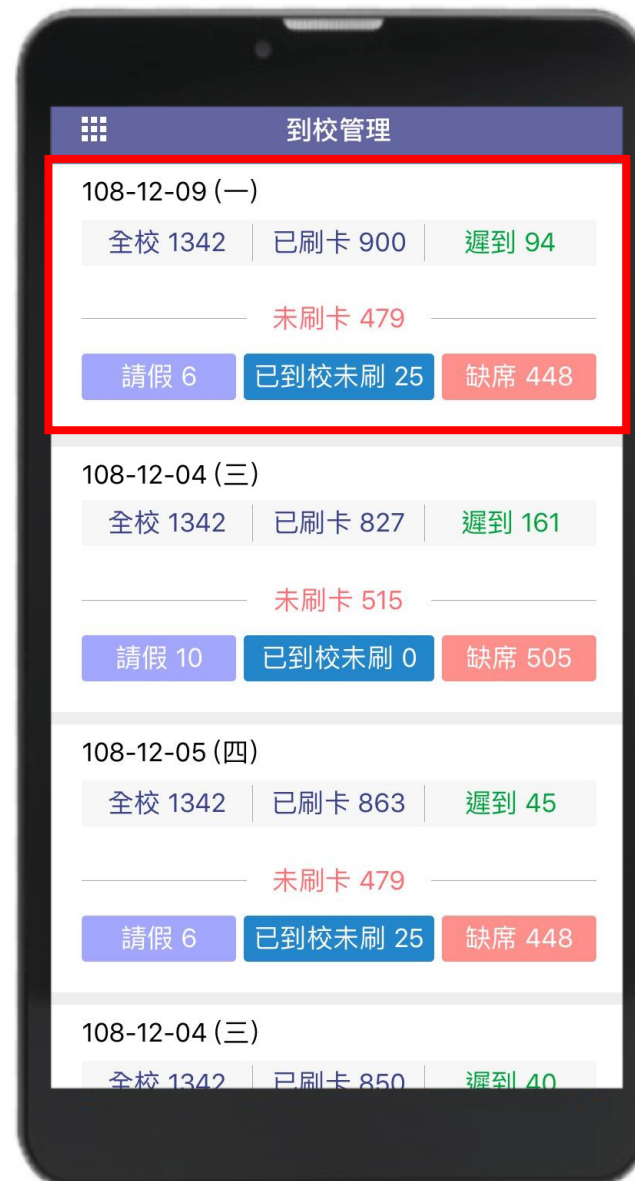 到校管理
108-12-09 (一)
全校 1342 已刷卡 900 遲到 94
未刷卡 479
請假 6 已到校未刷 25 缺席 448
108-12-04 (三)
全校 1342 已刷卡 827 遲到 161
未刷卡 515
請假 10 已到校未刷 0 缺席 505
108-12-05 (四)
全校 1342 已刷卡 863 遲到 45
未刷卡 479
請假 6 已到校未刷 25 缺席 448
108-12-04 (三)
全校 1342 已刷卡 850 遲到 40